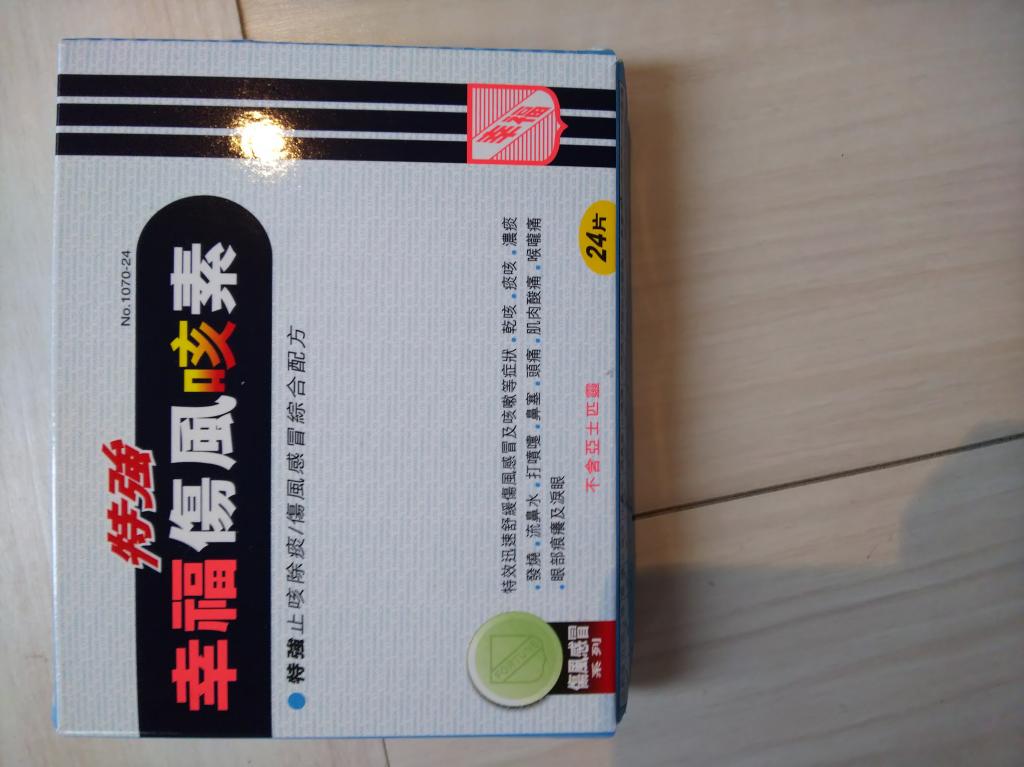 幸福
No.1070-24
特強
幸福傷風咳素
特強止咳除痰/傷風感冒綜合配方
特效迅速舒緩傷風感冒及咳嗽等症狀•乾咳•痰咳•濃痰
•發燒•流鼻水•打噴嚏•鼻塞•頭痛•肌肉酸痛•喉嚨痛
•眼部痕癢及淚眼
FORTUNE
傷風感冒
系列
不含亞士匹靈
24片